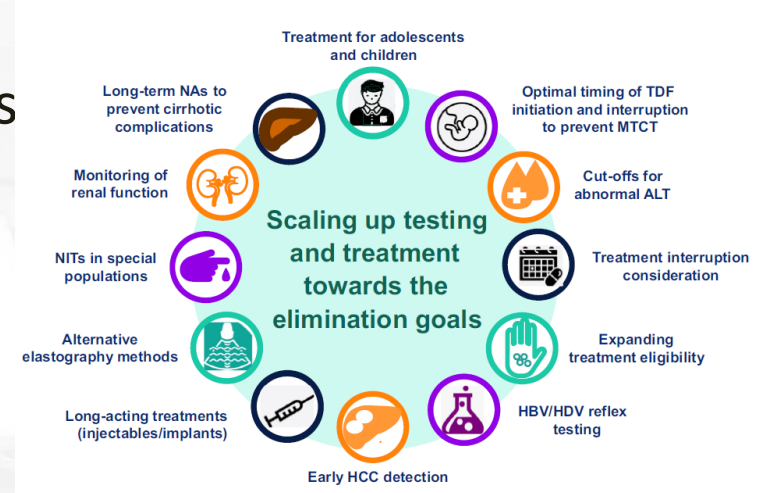 Treatment for adolescents
and children
Long-term NAs to
prevent cirrhotic
complications
Optimal timing of TDF
initiation and interruption
to prevent MTCT
s
Monitoring of
renal function
Cut-offs for
abnormal ALT
Scaling up testing
and treatment
towards the
elimination goals
NITs in special
populations
Treatment interruption
consideration
Alternative
elastography methods
Expanding
treatment eligibility
Long-acting treatments
(injectables/implants)
HBV/HDV reflex
testing
Early HCC detection